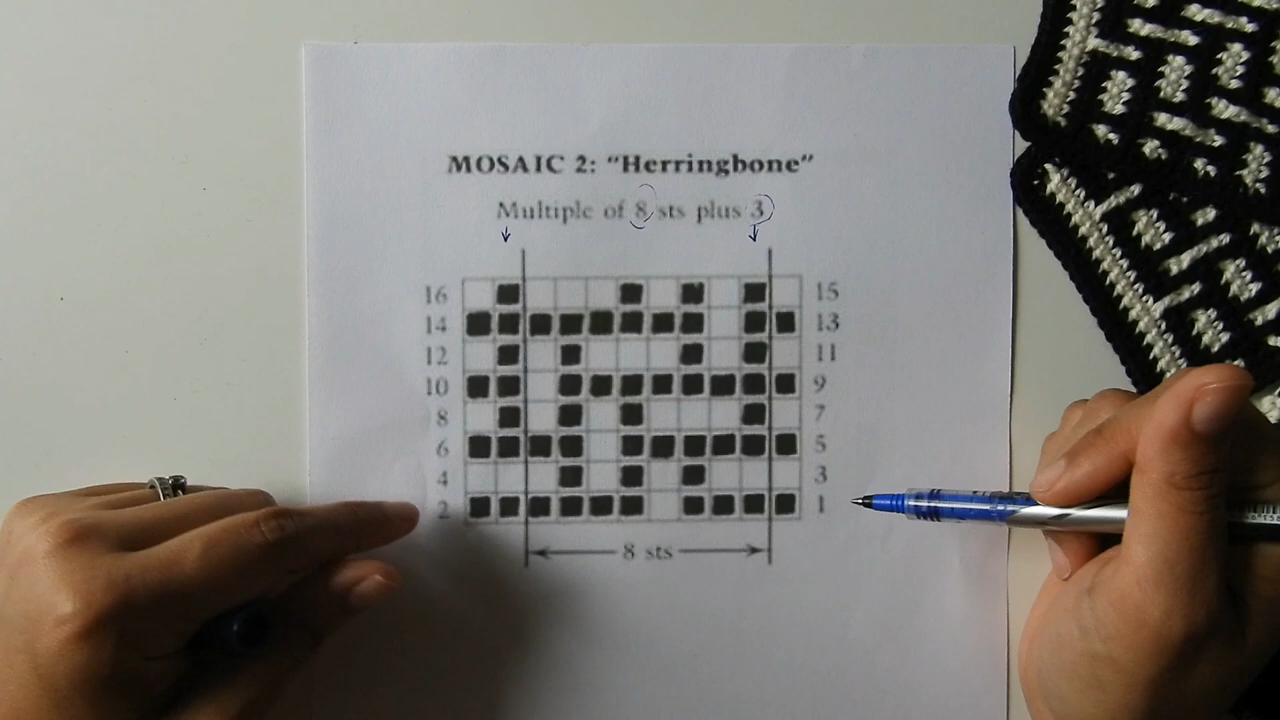 MOSAIC 2: "Herringbone"
Multiple of 8 sts plus 3
16 15
14 13
12 11
10 9
8 7
6 5
4 3
2 1
8 sts